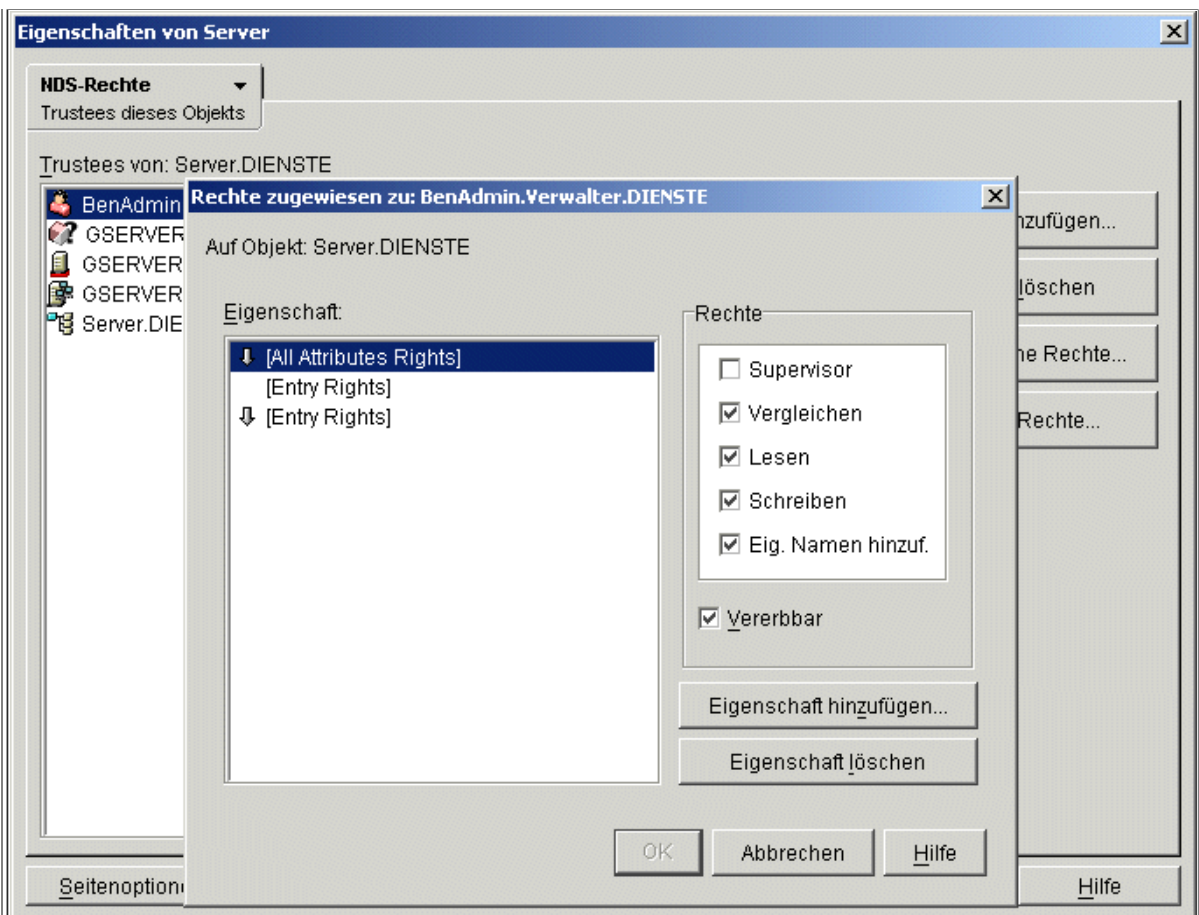 Eigenschaften von Server
NDS-Rechte
Trustees dieses Objekts
Trustees von: Server.DIENSTE
BenAdmin
GSERVER
GSERVER
GSERVER
Server.DIE
Rechte zugewiesen zu: BenAdmin.Verwalter.DIENSTE
Auf Objekt: Server.DIENSTE
Eigenschaft:
[All Attributes Rights]
[Entry Rights]
[Entry Rights]
Rechte
Supervisor
Vergleichen
Lesen
Schreiben
Eig. Namen hinzuf.
Vererbbar
Eigenschaft hinzufügen...
Eigenschaft löschen
OK
Abbrechen
Hilfe
nzufügen...
löschen
ne Rechte...
Rechte...
Seitenoption
Hilfe